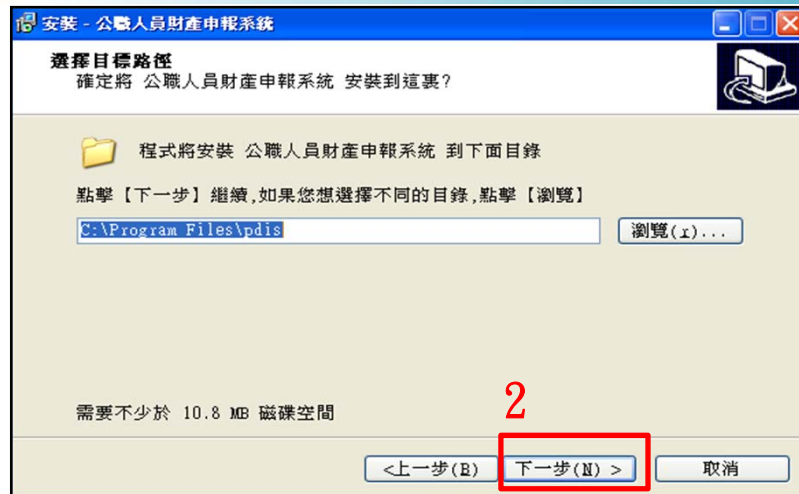 安裝 - 公職人員財產申報系統
選擇目標路徑
確定將 公職人員財產申報系統 安裝到這裏?
程式將安裝 公職人員財產申報系統 到下面目錄
點擊【下一步】繼續,如果您想選擇不同的目錄,點擊【瀏覽】
C:\Program Files\pdis
瀏覽(r)...
需要不少於 10.8 MB 磁碟空間
2
<上一步(B)
下一步(N) >
取消